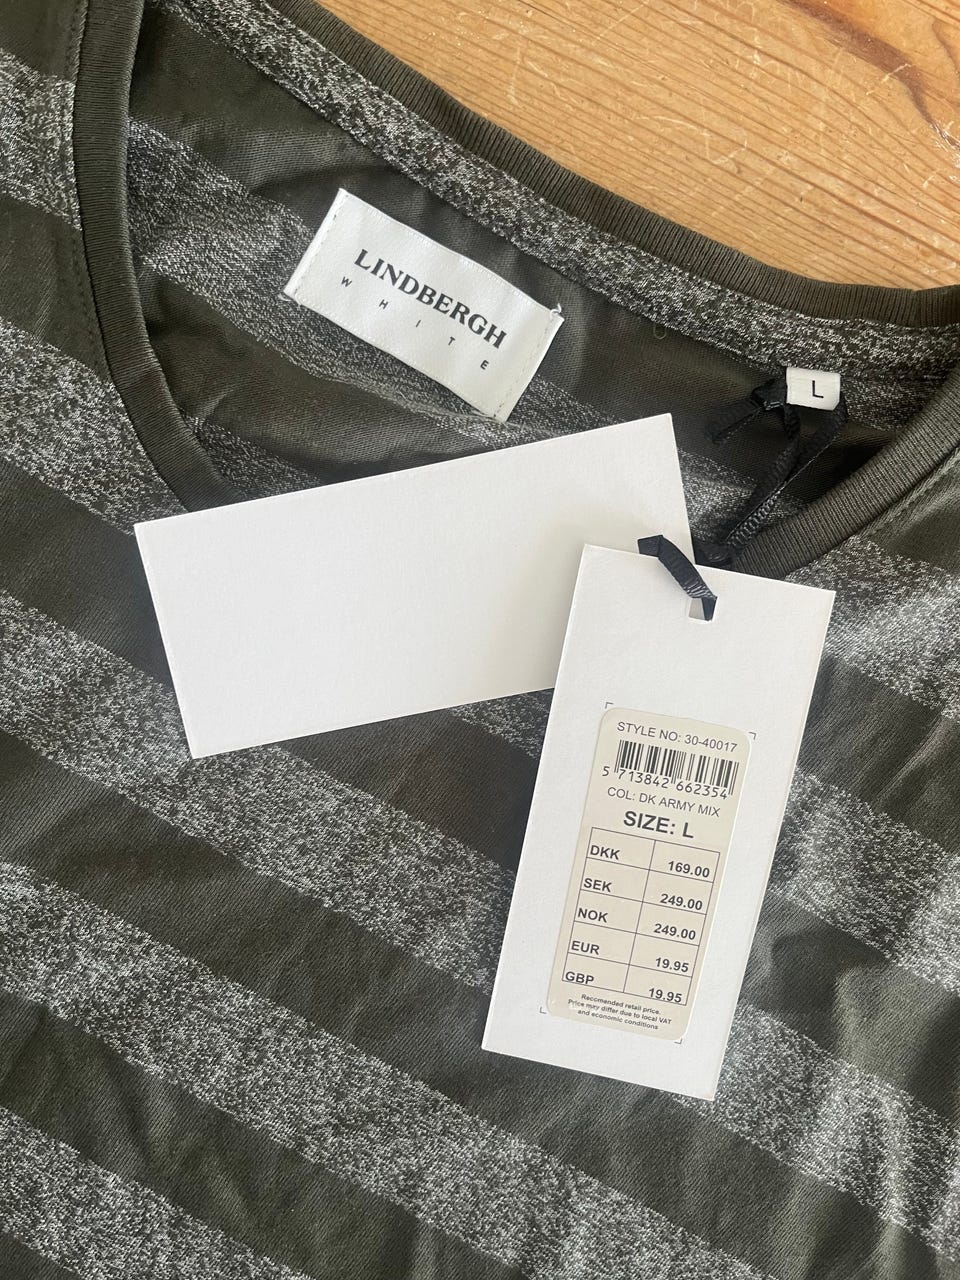 LINDBERGH
WHITE
L
STYLE NO: 30-40017
5 713842 662354
COL: DK ARMY MIX
SIZE: L
DKK 169.00
SEK 249.00
NOK 249.00
EUR 19.95
GBP 19.95
Reccomended retail price.
Price may differ due to local VAT
and economic conditions